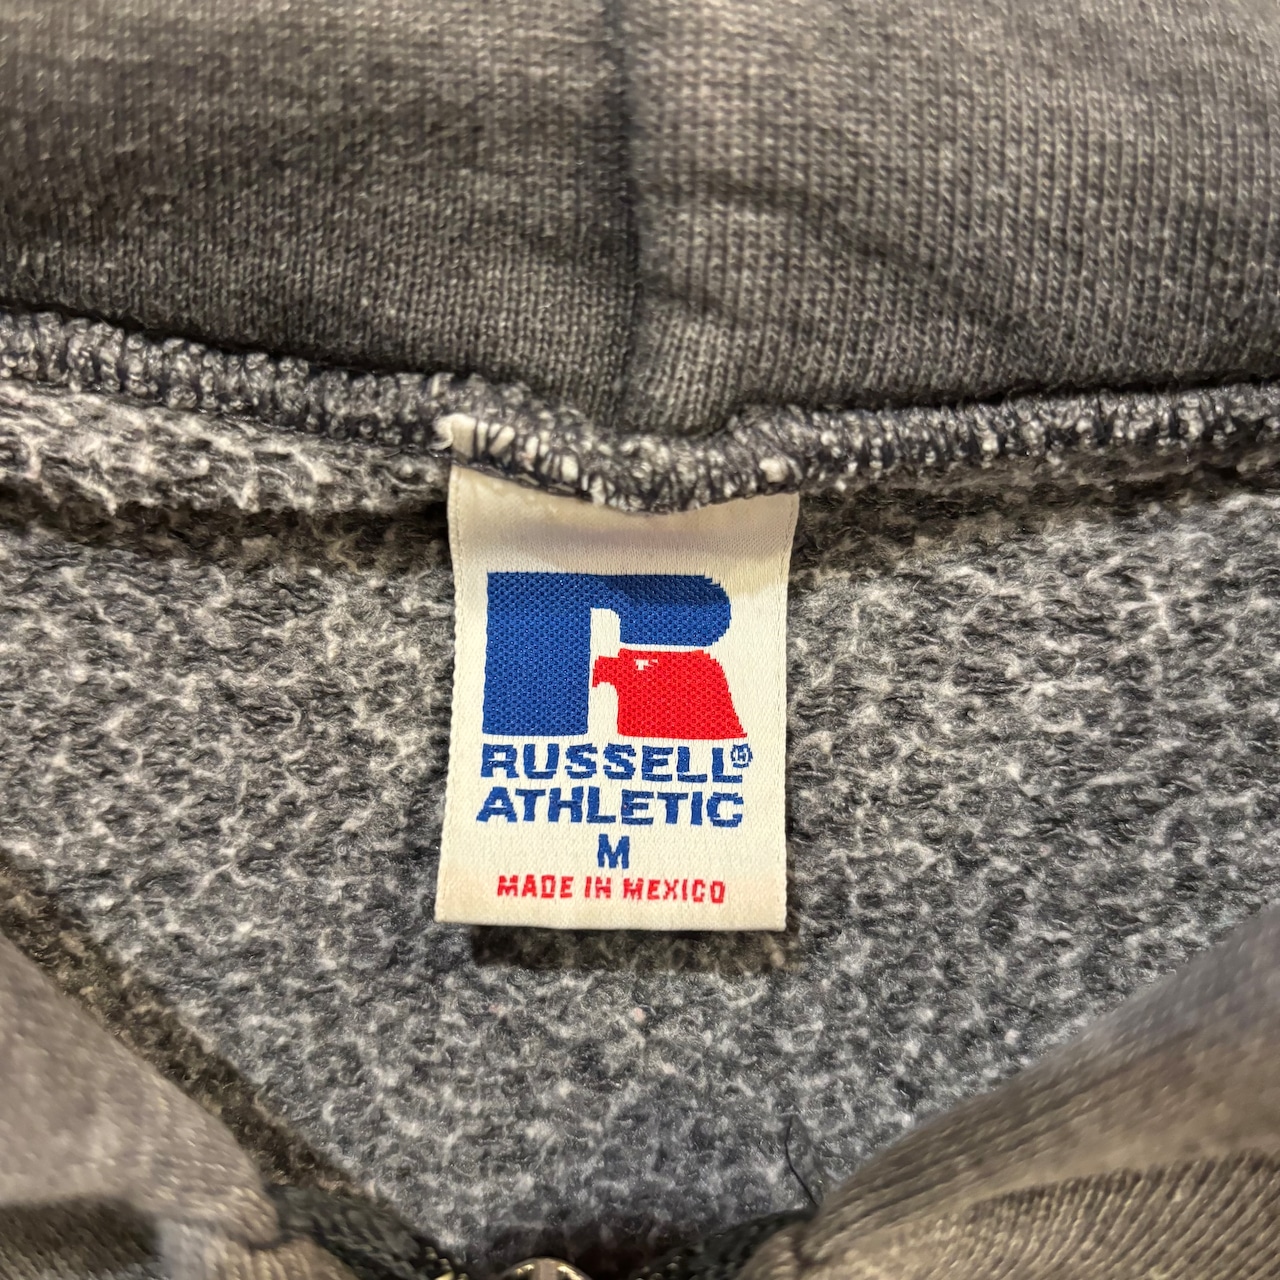 R
RUSSELL®
ATHLETIC
M
MADE IN MEXICO